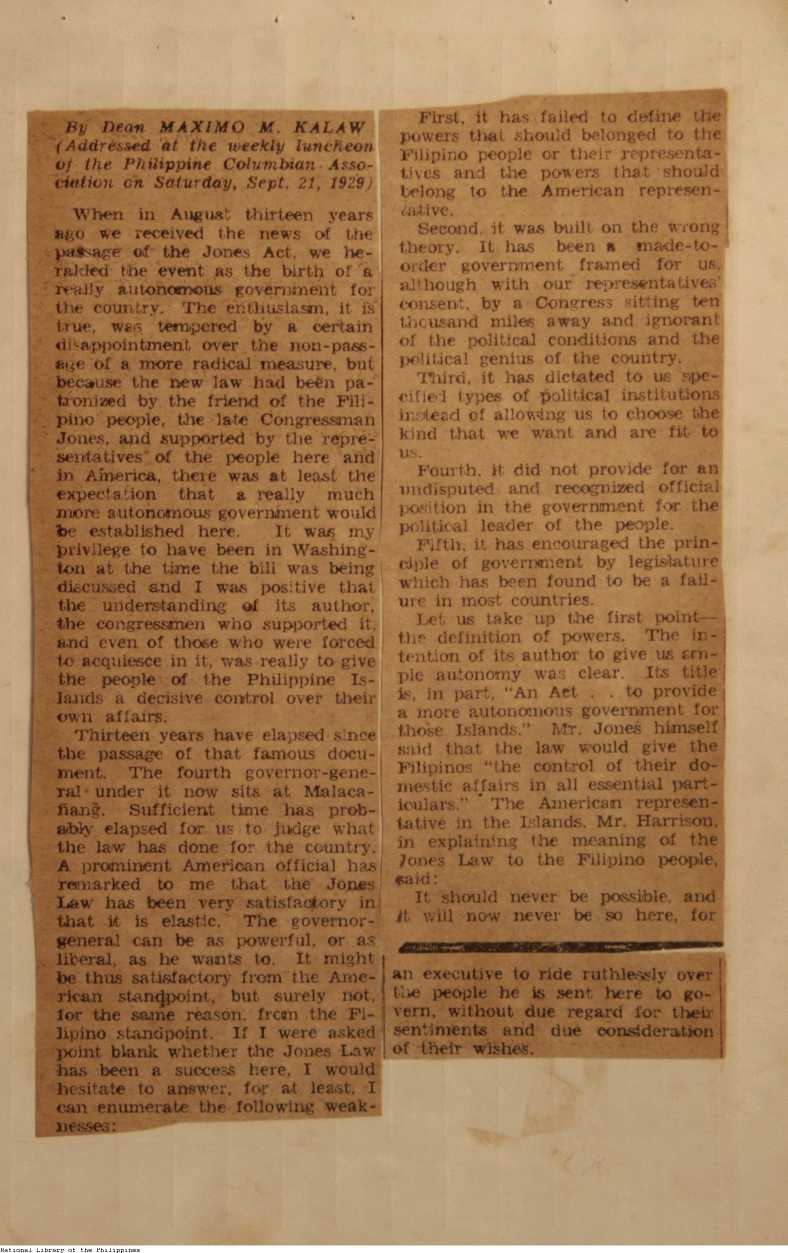 By Dean MAXIMO M. KALAW
(Addressed at the weekly luncheon
of the Philippine Columbian Asso-
ciation on Saturday, Sept. 21, 1929)
When in August thirteen years
ago we received the news of the
passage of the Jones Act, we he-
ralded the event as the birth of a
really autonomous government for
the country. The enthusiasm, it is
true, was tempered by a certain
disappointment over the non-pass-
age of a more radical measure, but
because the new law had been pa-
tronized by the friend of the Fili-
pino people, the late Congressman
Jones, and supported by the repre-
sentatives of the people here and
in America, there was at least the
expectation that a really much
more autonomous government would
be established here. It was my
privilege to have been in Washing-
ton at the time the bill was being
discussed and I was positive that
the understanding of its author,
the congressmen who supported it,
and even of those who were forced
to acquiesce in it, was really to give
the people of the Philippine Is-
lands a decisive control over their
own affairs.
Thirteen years have elapsed since
the passage of that famous docu-
ment. The fourth governor-gene-
ral under it now sits at Malaca-
ñang. Sufficient time has prob-
ably elapsed for us to judge what
the law has done for the country.
A prominent American official has
remarked to me that the Jones
Law has been very satisfactory in
that it is elastic. The governor-
general can be as powerful, or as
liberal, as he wants to. It might
be thus satisfactory from the Ame-
rican standpoint, but surely not,
for the same reason, from the Fi-
lipino standpoint. If I were asked
point blank whether the Jones Law
has been a success here, I would
hesitate to answer, for at least, I
can enumerate the following weak-
nesses:
First, it has failed to define the
powers that should belonged to the
Filipino people or their representa-
tives and the powers that should
belong to the American represen-
tative.
Second, it was built on the wrong
theory. It has been a made-to-
order government framed for us,
although with our representatives'
consent, by a Congress sitting ten
thousand miles away and ignorant
of the political conditions and the
political genius of the country.
Third, it has dictated to us spe-
cified types of political institutions
instead of allowing us to choose the
kind that we want and are fit to
us.
Fourth, it did not provide for an
undisputed and recognized official
position in the government for the
political leader of the people.
Fifth, it has encouraged the prin-
ciple of government by legislature
which has been found to be a fail-
ure in most countries.
Let us take up the first point—
the definition of powers. The in-
tention of its author to give us am-
ple autonomy was clear. Its title
is, in part, "An Act . . to provide
a more autonomous government for
those Islands." Mr. Jones himself
said that the law would give the
Filipinos "the control of their do-
mestic affairs in all essential part-
iculars." The American represen-
tative in the Islands, Mr. Harrison,
in explaining the meaning of the
Jones Law to the Filipino people,
said:
It should never be possible, and
it will now never be so here, for
an executive to ride ruthlessly over
the people he is sent here to go-
vern, without due regard for their
sentiments and due consideration
of their wishes.
National Library of the Philippines